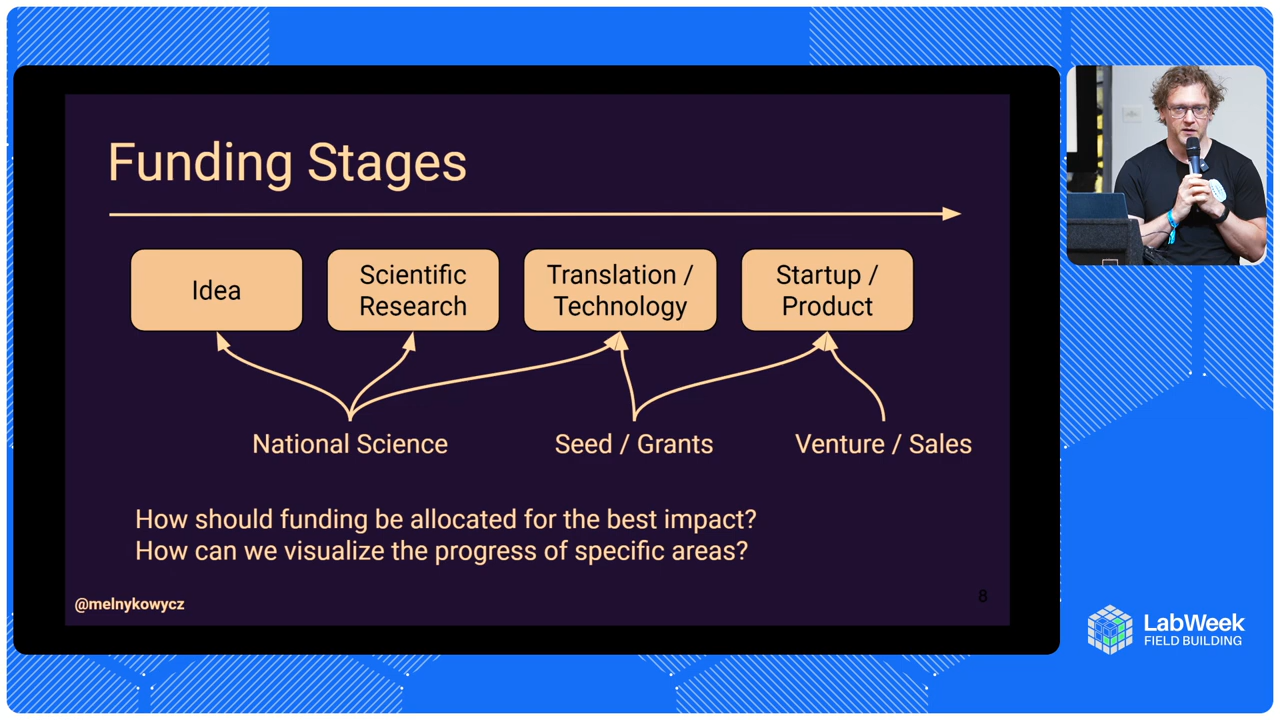 Funding Stages
Idea
Scientific
Research
Translation /
Technology
Startup /
Product
National Science
Seed / Grants
Venture / Sales
How should funding be allocated for the best impact?
How can we visualize the progress of specific areas?
@melnykowycz
8
LabWeek
FIELD BUILDING